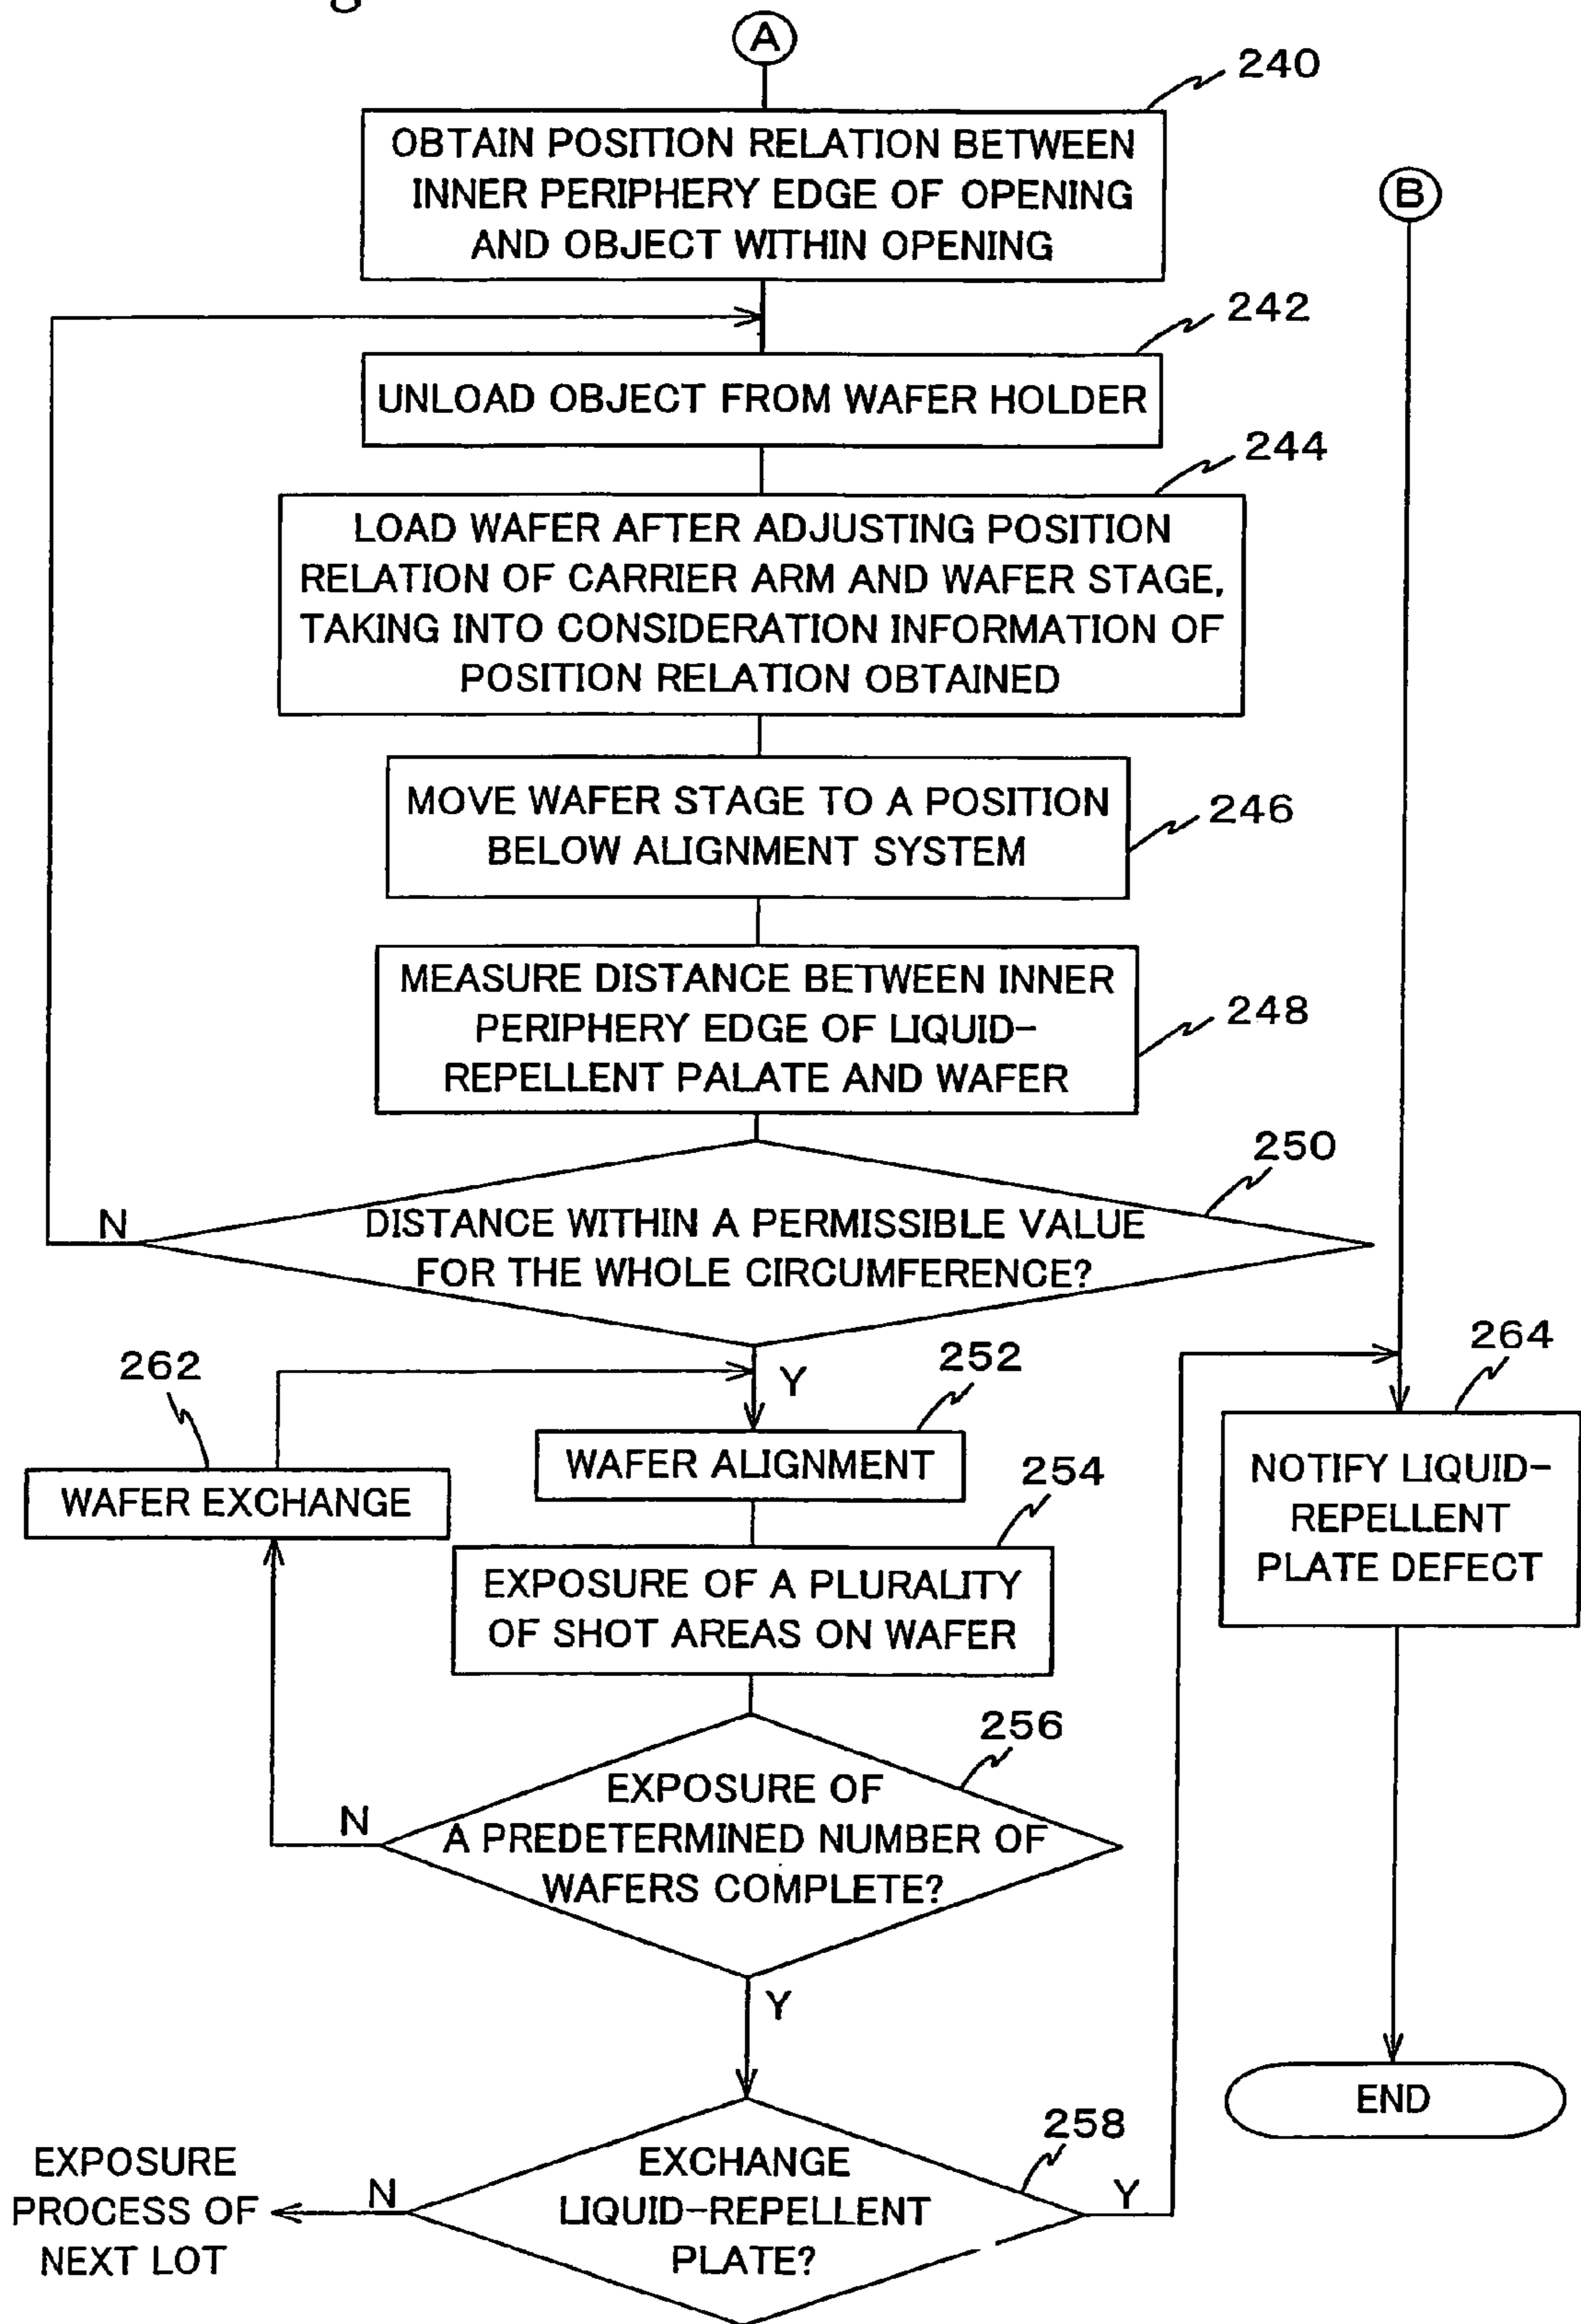 A
240
OBTAIN POSITION RELATION BETWEEN
INNER PERIPHERY EDGE OF OPENING
AND OBJECT WITHIN OPENING
B
242
UNLOAD OBJECT FROM WAFER HOLDER
244
LOAD WAFER AFTER ADJUSTING POSITION
RELATION OF CARRIER ARM AND WAFER STAGE,
TAKING INTO CONSIDERATION INFORMATION OF
POSITION RELATION OBTAINED
MOVE WAFER STAGE TO A POSITION
BELOW ALIGNMENT SYSTEM
246
MEASURE DISTANCE BETWEEN INNER
PERIPHERY EDGE OF LIQUID-
REPELLENT PALATE AND WAFER
248
250
N
DISTANCE WITHIN A PERMISSIBLE VALUE
FOR THE WHOLE CIRCUMFERENCE?
Y
262
WAFER EXCHANGE
252
WAFER ALIGNMENT
254
EXPOSURE OF A PLURALITY
OF SHOT AREAS ON WAFER
264
NOTIFY LIQUID-
REPELLENT
PLATE DEFECT
256
N
EXPOSURE OF
A PREDETERMINED NUMBER OF
WAFERS COMPLETE?
Y
END
258
EXCHANGE
LIQUID-REPELLENT
PLATE?
N
Y
EXPOSURE
PROCESS OF
NEXT LOT